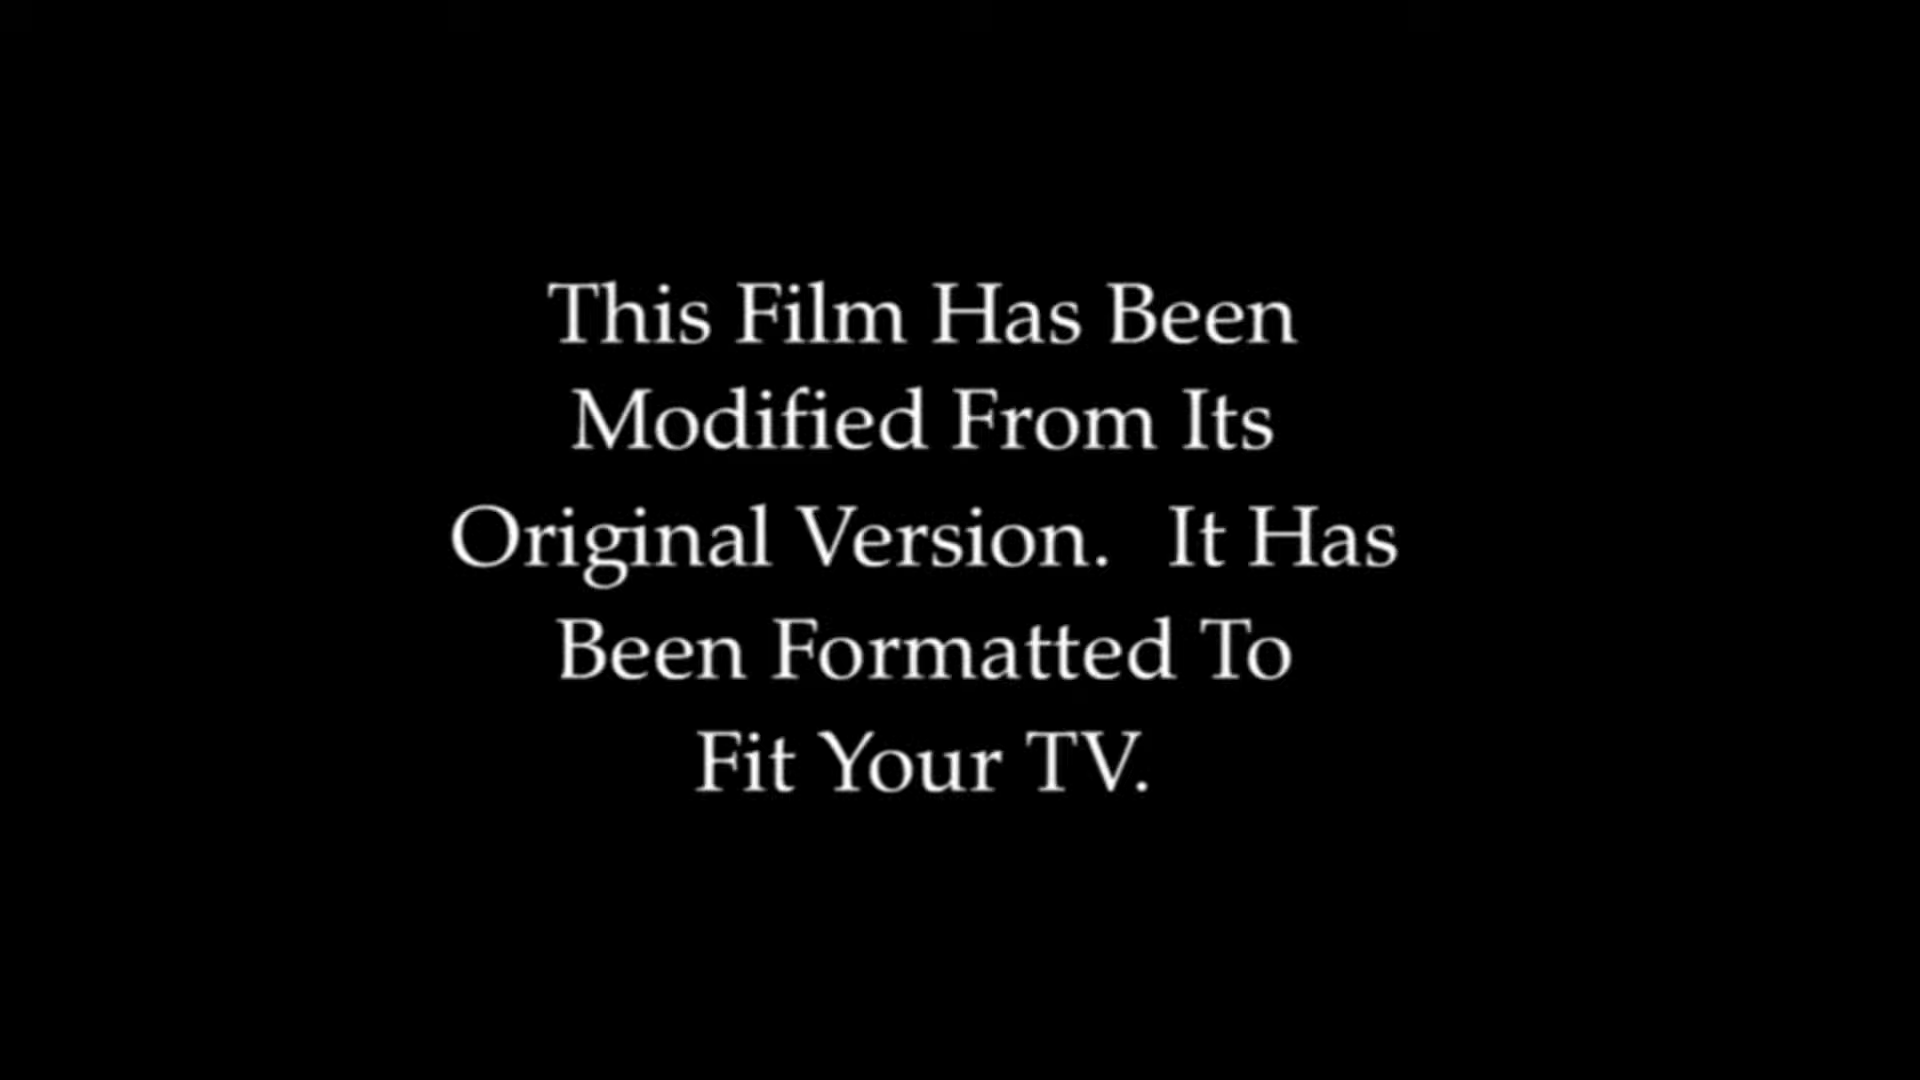 This Film Has Been
Modified From Its
Original Version. It Has
Been Formatted To
Fit Your TV.